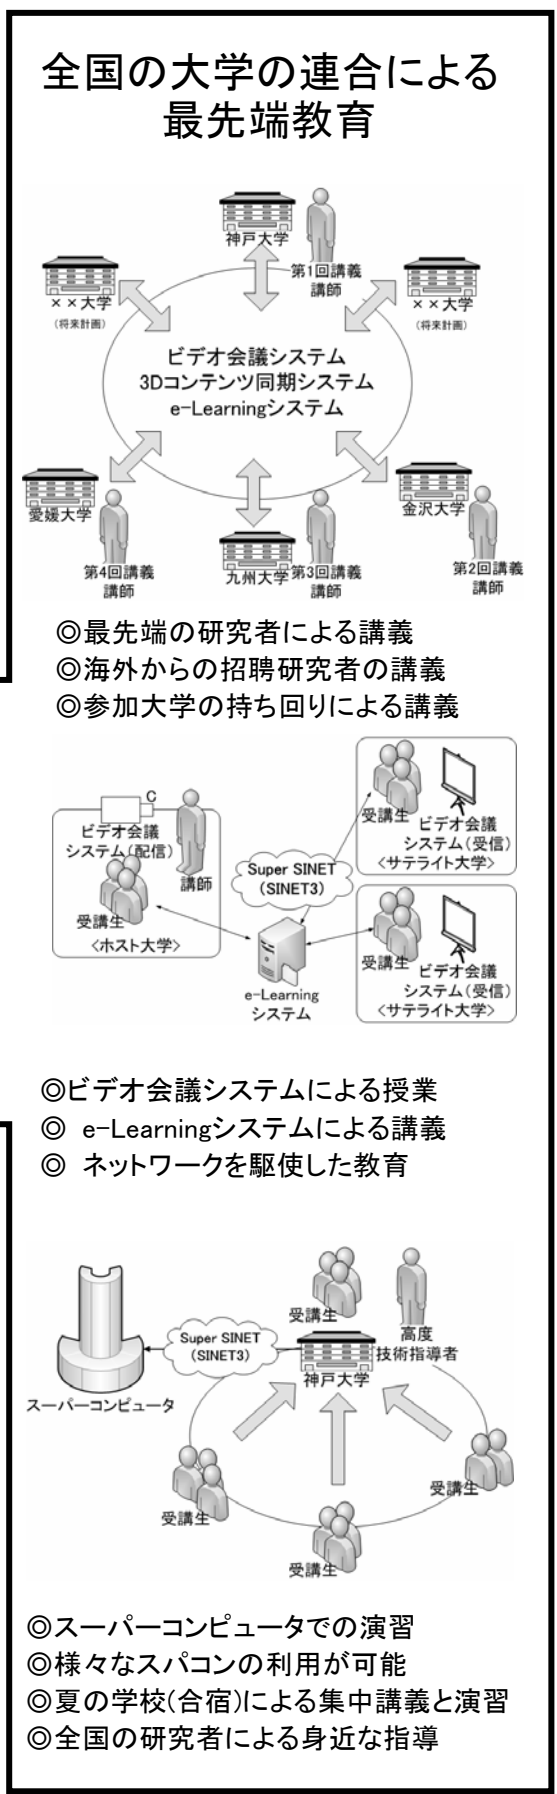 全国の大学の連合による
最先端教育
神戸大学
第1回講義
講師
××大学
(将来計画)
××大学
(将来計画)
ビデオ会議システム
3Dコンテンツ同期システム
e-Learningシステム
愛媛大学
第4回講義
講師
九州大学
第3回講義
講師
金沢大学
第2回講義
講師
◎最先端の研究者による講義
◎海外からの招聘研究者の講義
◎参加大学の持ち回りによる講義
C
ビデオ会議
システム(配信)
講師
受講生
<ホスト大学>
Super SINET
(SINET3)
e-Learning
システム
受講生
ビデオ会議
システム(受信)
<サテライト大学>
受講生
ビデオ会議
システム(受信)
<サテライト大学>
◎ビデオ会議システムによる授業
◎ e-Learningシステムによる講義
◎ ネットワークを駆使した教育
受講生
高度
技術指導者
Super SINET
(SINET3)
神戸大学
スーパーコンピュータ
受講生
受講生
受講生
◎スーパーコンピュータでの演習
◎様々なスパコンの利用が可能
◎夏の学校(合宿)による集中講義と演習
◎全国の研究者による身近な指導